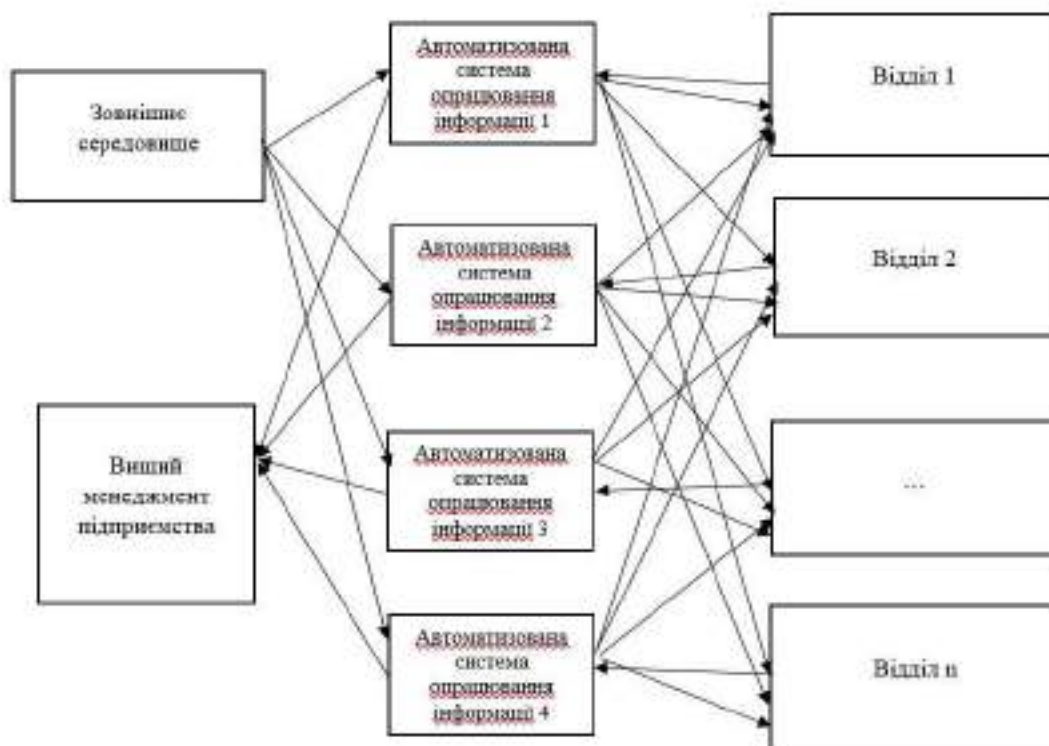 Зовнішнє
середовище
Вищий
менеджмент
підприємства
Автоматизована
система
опрацювання
інформації 1
Автоматизована
система
опрацювання
інформації 2
Автоматизована
система
опрацювання
інформації 3
Автоматизована
система
опрацювання
інформації 4
Відділ 1
Відділ 2
...
Відділ n